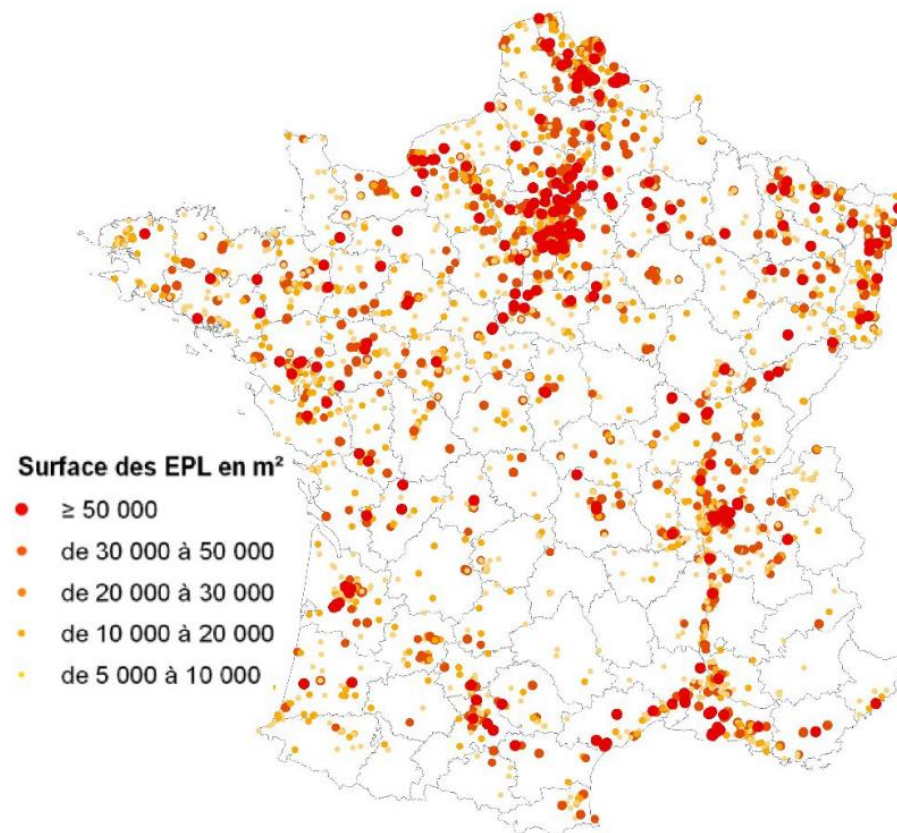 Surface des EPL en m²
≥ 50 000
de 30 000 à 50 000
de 20 000 à 30 000
de 10 000 à 20 000
de 5 000 à 10 000